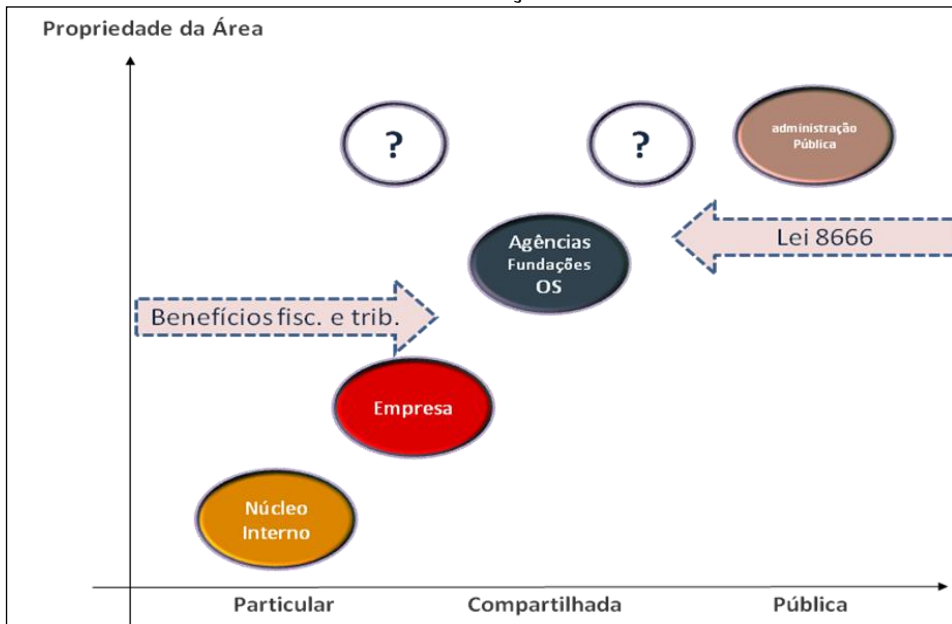 Propriedade da Área
?
?
administração
Pública
Agências
Fundações
OS
Lei 8666
Benefícios fisc. e trib.
Empresa
Núcleo
Interno
Particular
Compartilhada
Pública